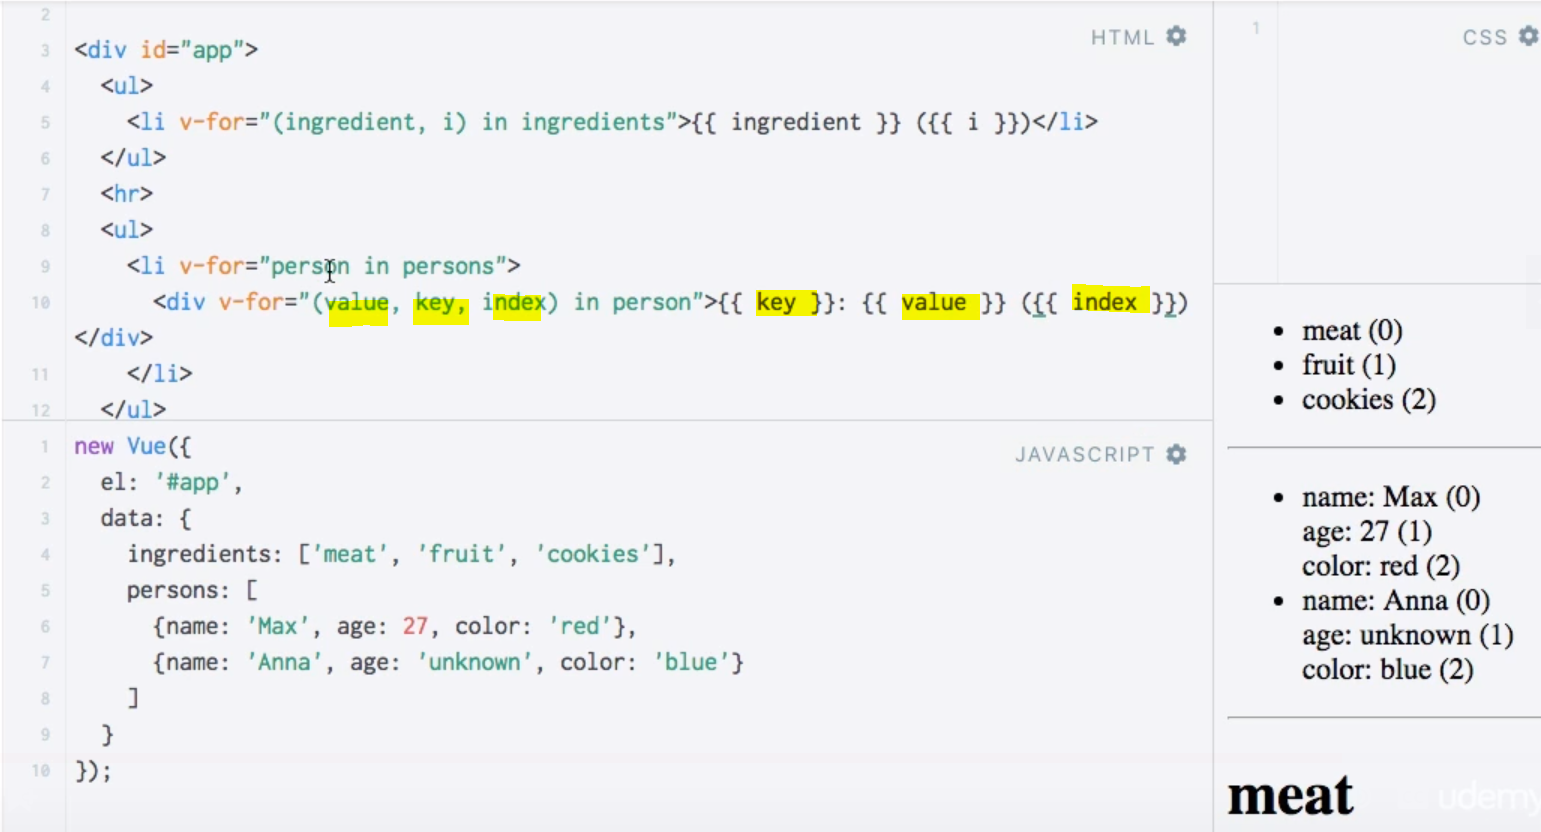 2
HTML
3 <div id="app">
4 <ul>
5 <li v-for="(ingredient, i) in ingredients">{{ ingredient }} ({{ i }})</li>
6 </ul>
7 <hr>
8 <ul>
9 <li v-for="person in persons">
10 <div v-for="(value, key, index) in person">{{ key }}: {{ value }} ({{ index }})
</div>
11 </li>
12 </ul>
JAVASCRIPT
1 new Vue({
2 el: '#app',
3 data: {
4 ingredients: ['meat', 'fruit', 'cookies'],
5 persons: [
6 {name: 'Max', age: 27, color: 'red'},
7 {name: 'Anna', age: 'unknown', color: 'blue'}
8 ]
9 }
10 });
1
CSS
• meat (0)
• fruit (1)
• cookies (2)
• name: Max (0)
age: 27 (1)
color: red (2)
• name: Anna (0)
age: unknown (1)
color: blue (2)
meat
udemy